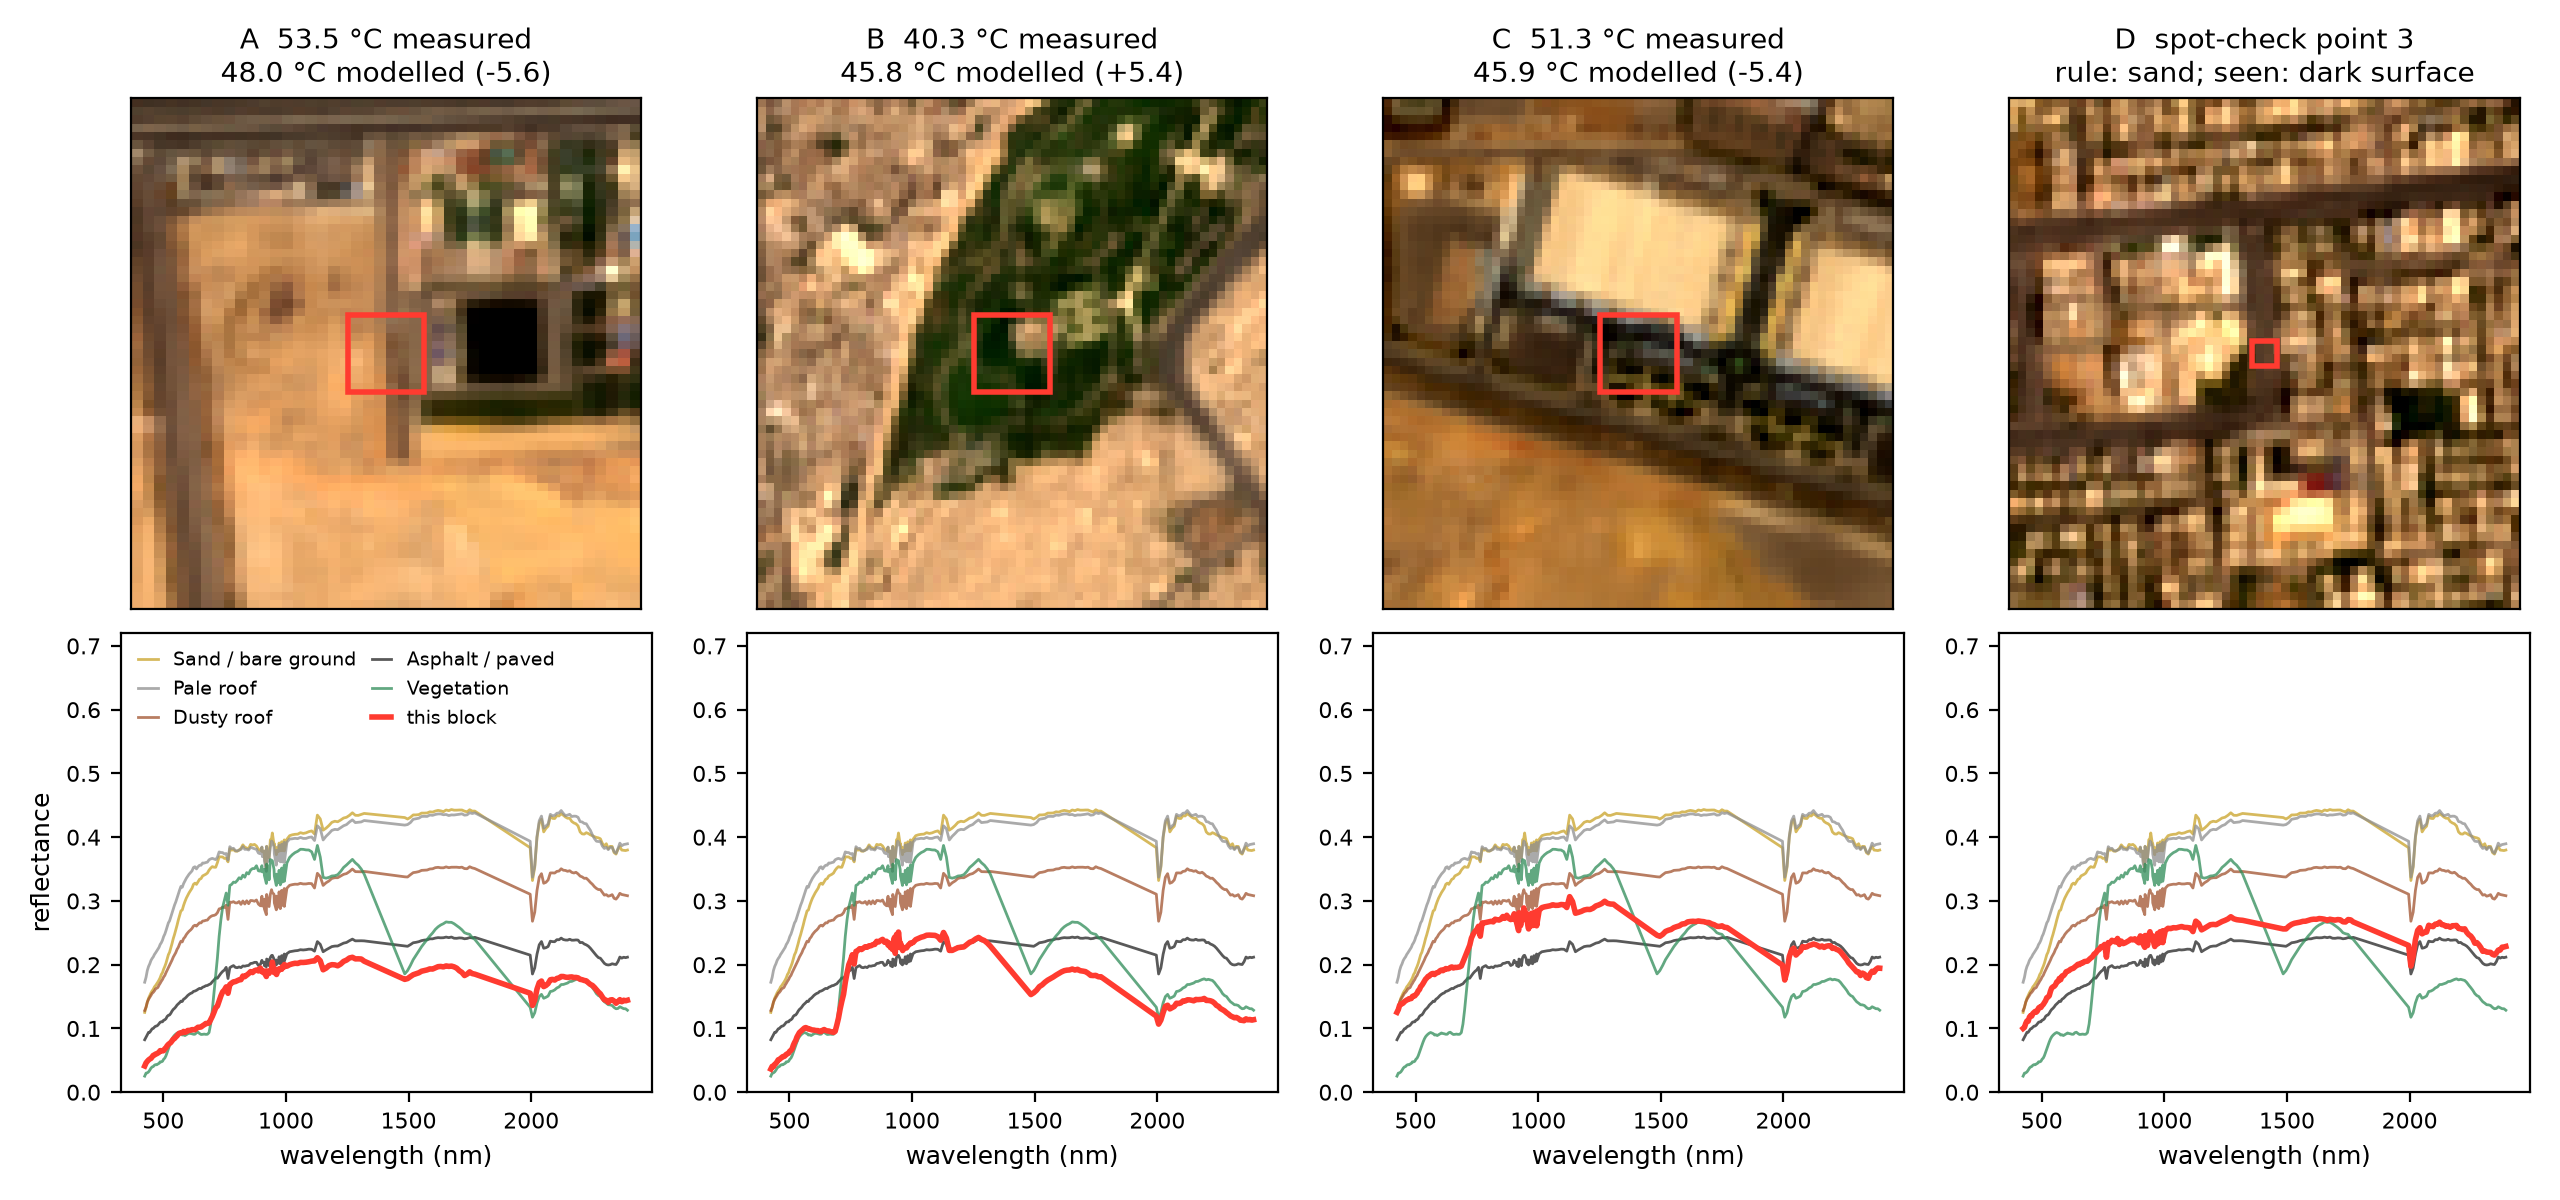 A  53.5 °C measured
48.0 °C modelled (-5.6)
B  40.3 °C measured
45.8 °C modelled (+5.4)
C  51.3 °C measured
45.9 °C modelled (-5.4)
D  spot-check point 3
rule: sand; seen: dark surface
reflectance
0.7
0.6
0.5
0.4
0.3
0.2
0.1
0.0
Sand / bare ground
Pale roof
Dusty roof
Asphalt / paved
Vegetation
this block
500 1000 1500 2000
wavelength (nm)
0.7
0.6
0.5
0.4
0.3
0.2
0.1
0.0
500 1000 1500 2000
wavelength (nm)
0.7
0.6
0.5
0.4
0.3
0.2
0.1
0.0
500 1000 1500 2000
wavelength (nm)
0.7
0.6
0.5
0.4
0.3
0.2
0.1
0.0
500 1000 1500 2000
wavelength (nm)